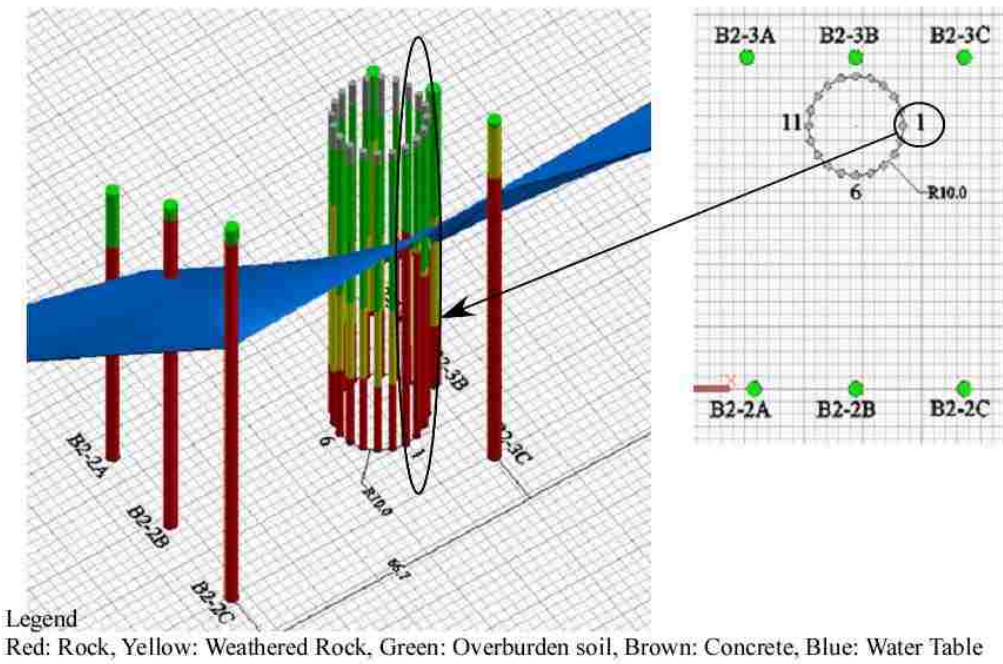 B2-3A B2-3B B2-3C
11 1
6
R10.0
B2-2A B2-2B B2-2C
2-3B
2-3C
6 1
R10.0
B2-2A
B2-2B
B2-2C
66.7
Legend
Red: Rock, Yellow: Weathered Rock, Green: Overburden soil, Brown: Concrete, Blue: Water Table